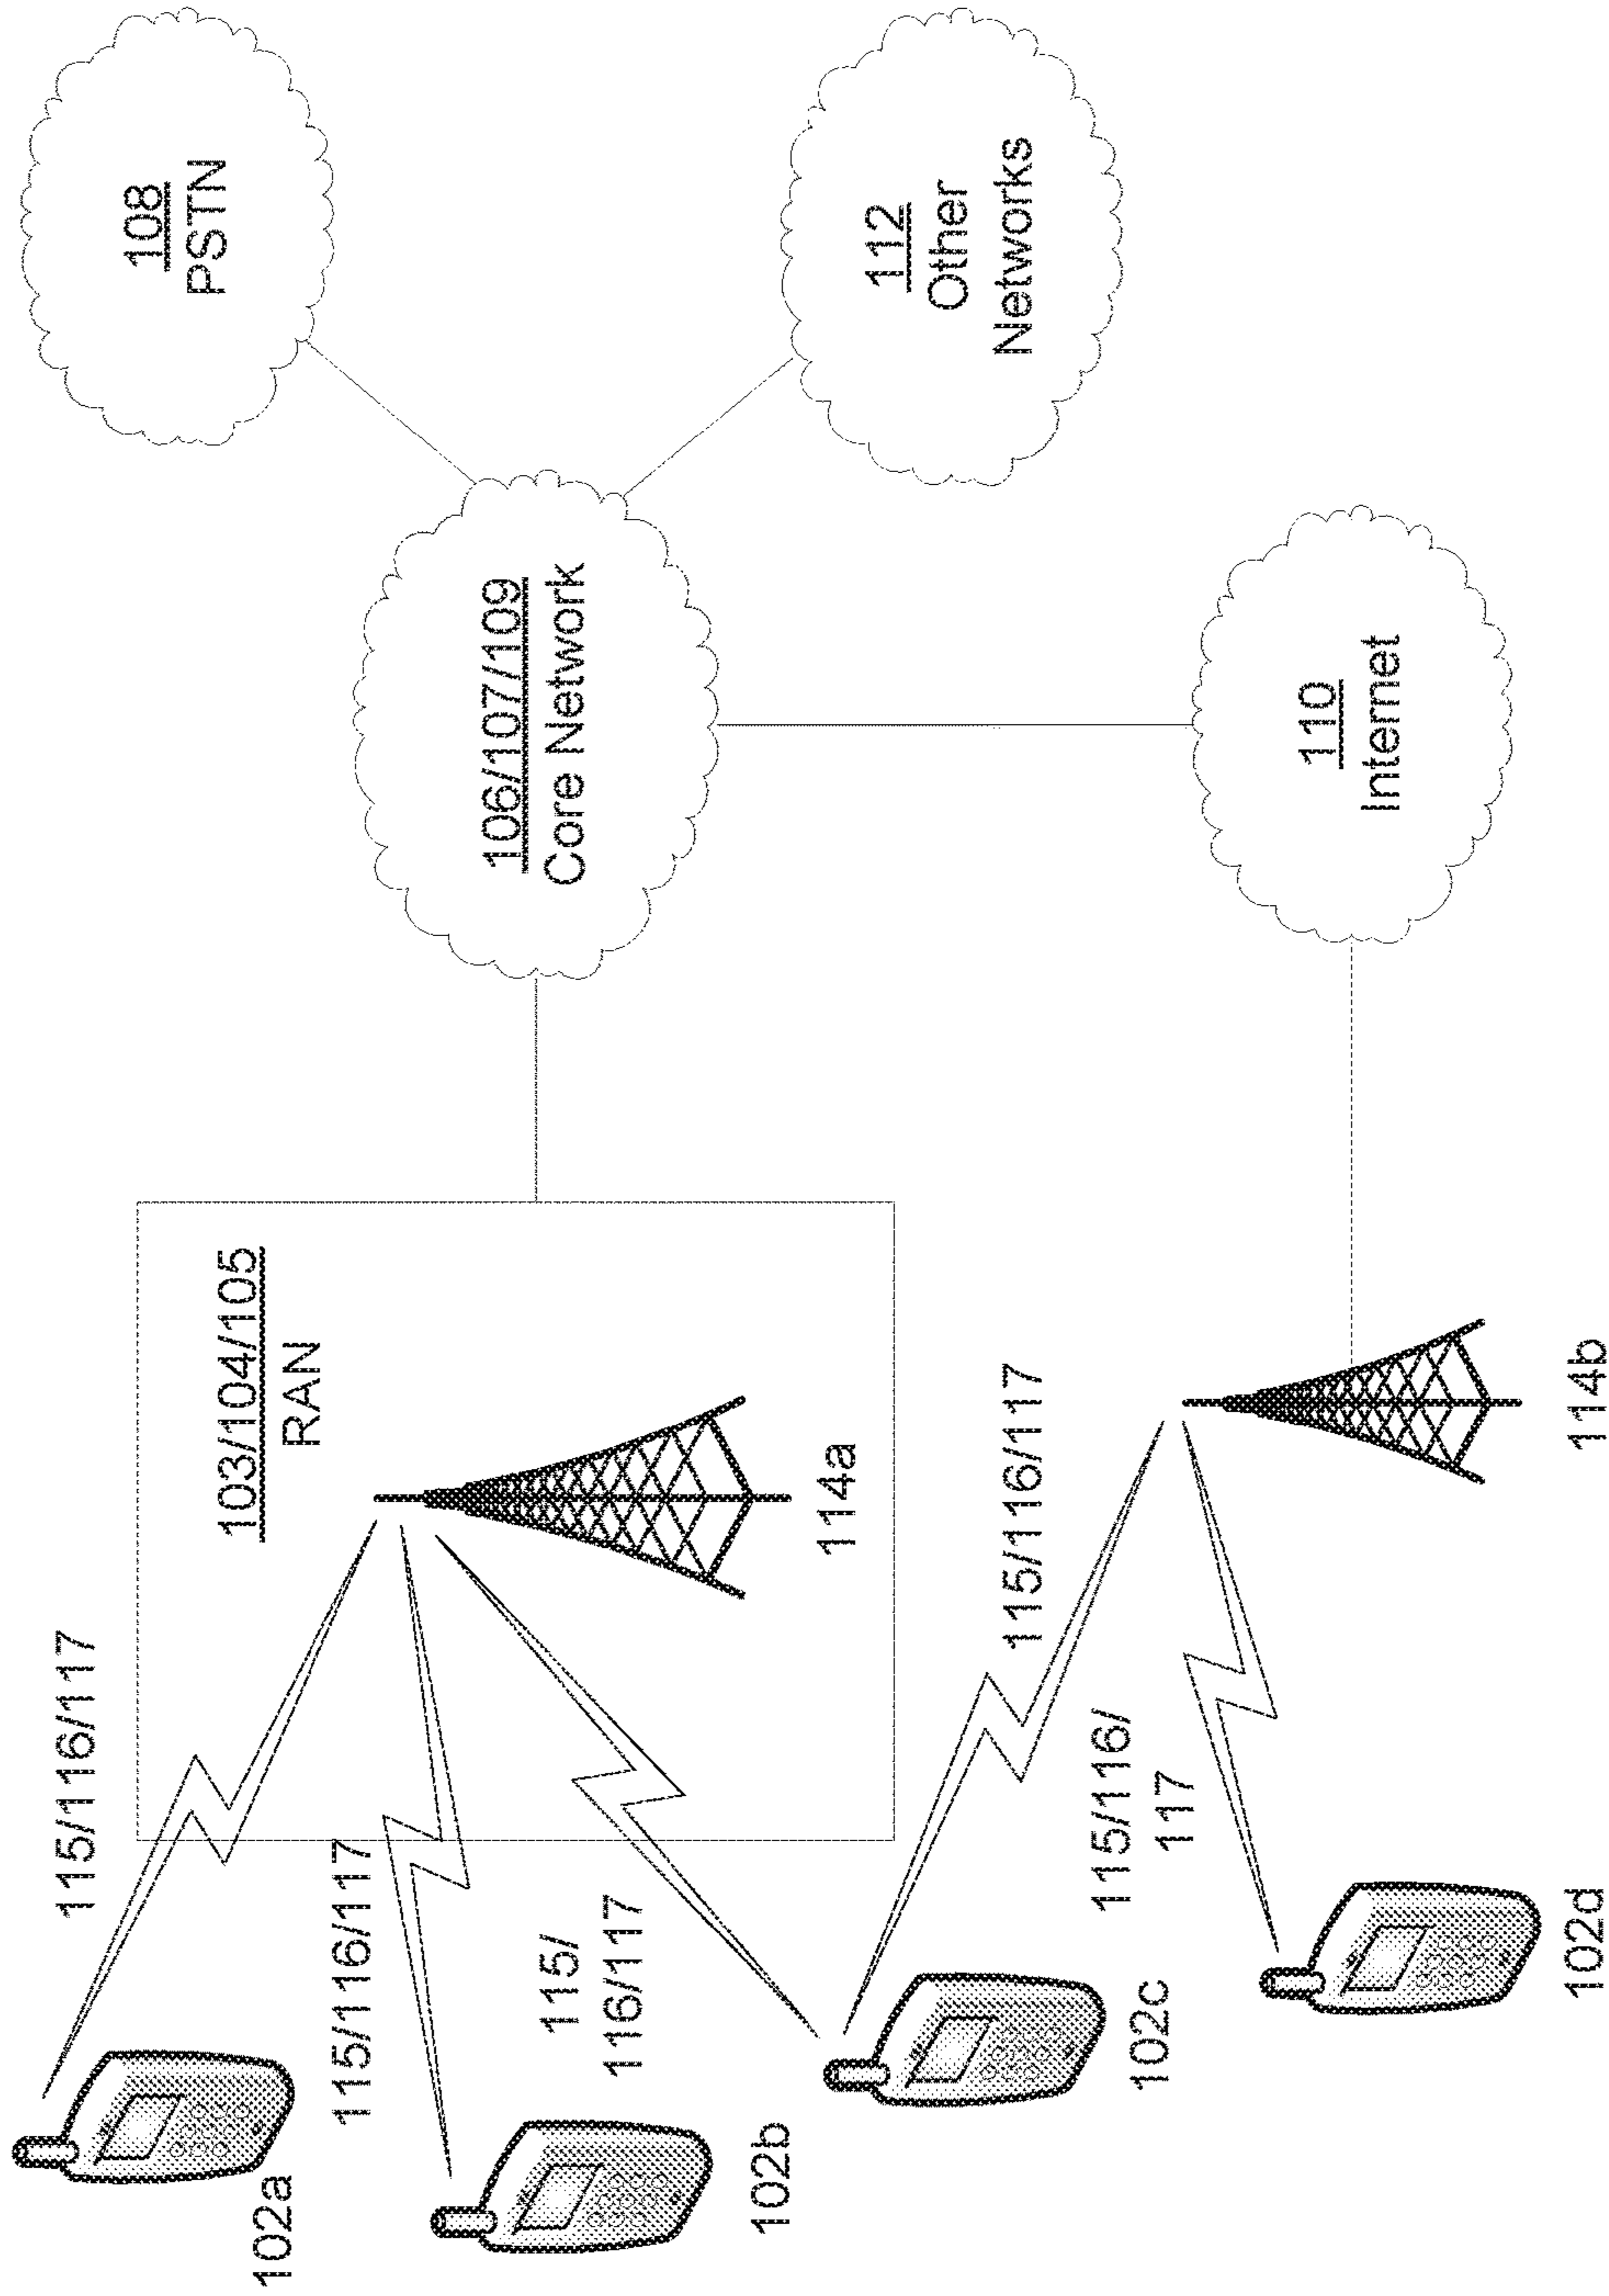 115/116/117
102a
103/104/105
RAN
108
PSTN
115/116/117
106/107/109
Core Network
102b
115/
116/117
114a
112
Other
Networks
115/116/117
102c
115/116/
117
110
Internet
102d
114b